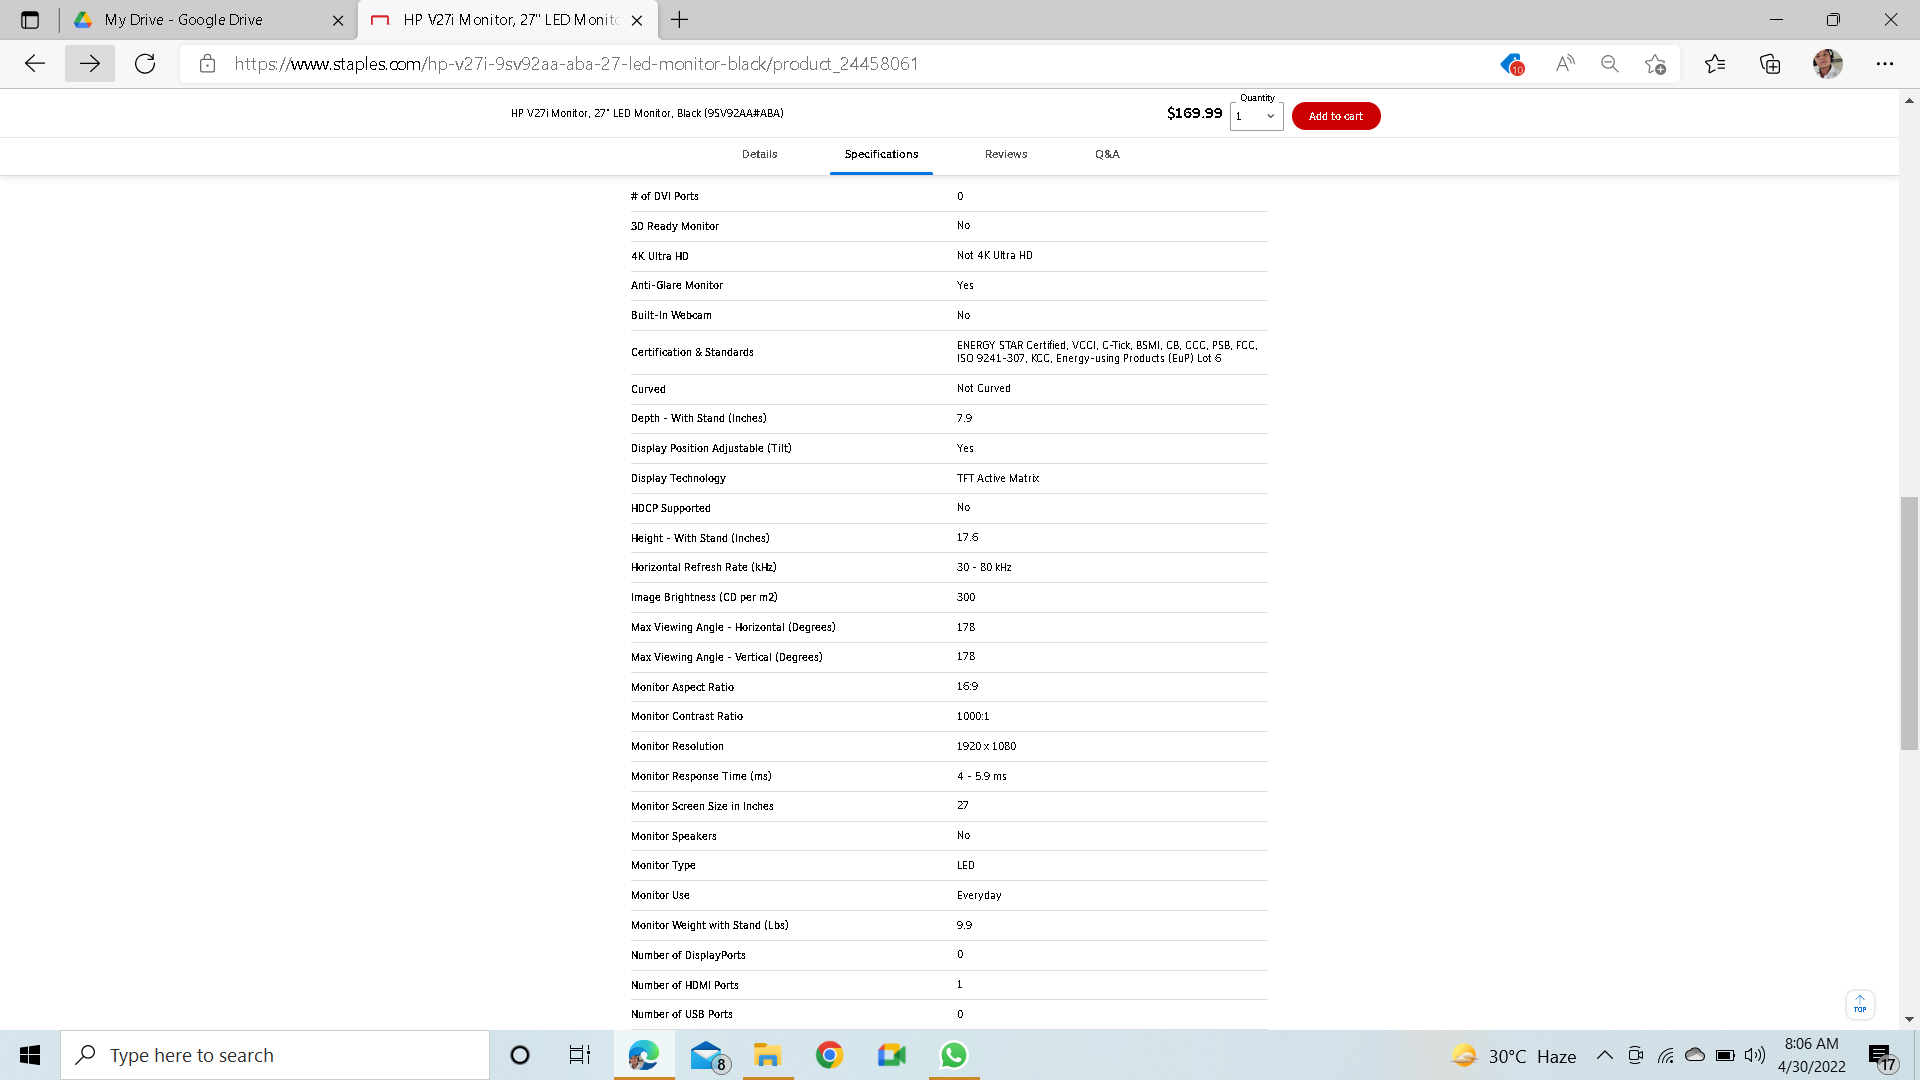 My Drive - Google Drive
HP V27i Monitor, 27" LED Monito
https://www.staples.com/hp-v27i-9sv92aa-aba-27-led-monitor-black/product_24458061
10
HP V27i Monitor, 27" LED Monitor, Black (9SV92AA#ABA)
$169.99
Quantity
1
Add to cart
Details
Specifications
Reviews
Q&A
# of DVI Ports 0
3D Ready Monitor No
4K Ultra HD Not 4K Ultra HD
Anti-Glare Monitor Yes
Built-In Webcam No
Certification & Standards ENERGY STAR Certified, VCCI, C-Tick, BSMI, CB, CCC, PSB, FCC,
ISO 9241-307, KCC, Energy-using Products (EuP) Lot 6
Curved Not Curved
Depth - With Stand (Inches) 7.9
Display Position Adjustable (Tilt) Yes
Display Technology TFT Active Matrix
HDCP Supported No
Height - With Stand (Inches) 17.6
Horizontal Refresh Rate (kHz) 30 - 80 kHz
Image Brightness (CD per m2) 300
Max Viewing Angle - Horizontal (Degrees) 178
Max Viewing Angle - Vertical (Degrees) 178
Monitor Aspect Ratio 16:9
Monitor Contrast Ratio 1000:1
Monitor Resolution 1920 x 1080
Monitor Response Time (ms) 4 - 5.9 ms
Monitor Screen Size in Inches 27
Monitor Speakers No
Monitor Type LED
Monitor Use Everyday
Monitor Weight with Stand (Lbs) 9.9
Number of DisplayPorts 0
Number of HDMI Ports 1
Number of USB Ports 0
TOP
Type here to search
8
30°C Haze
8:06 AM
4/30/2022
17